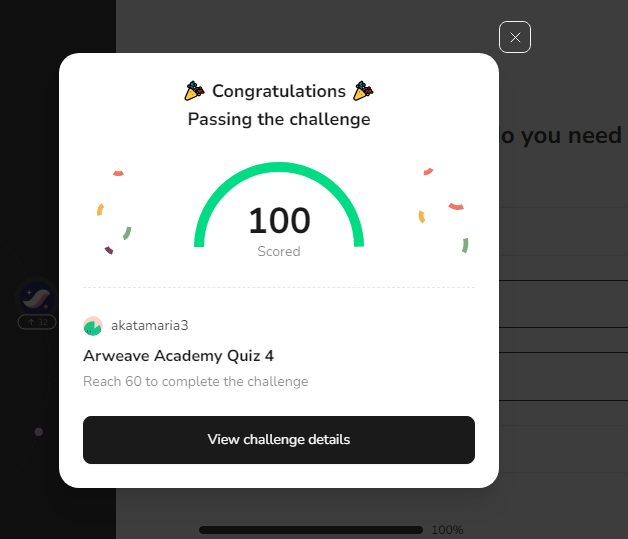 Congratulations
Passing the challenge
o you need
100
Scored
32
akatamaria3
Arweave Academy Quiz 4
Reach 60 to complete the challenge
View challenge details
100%